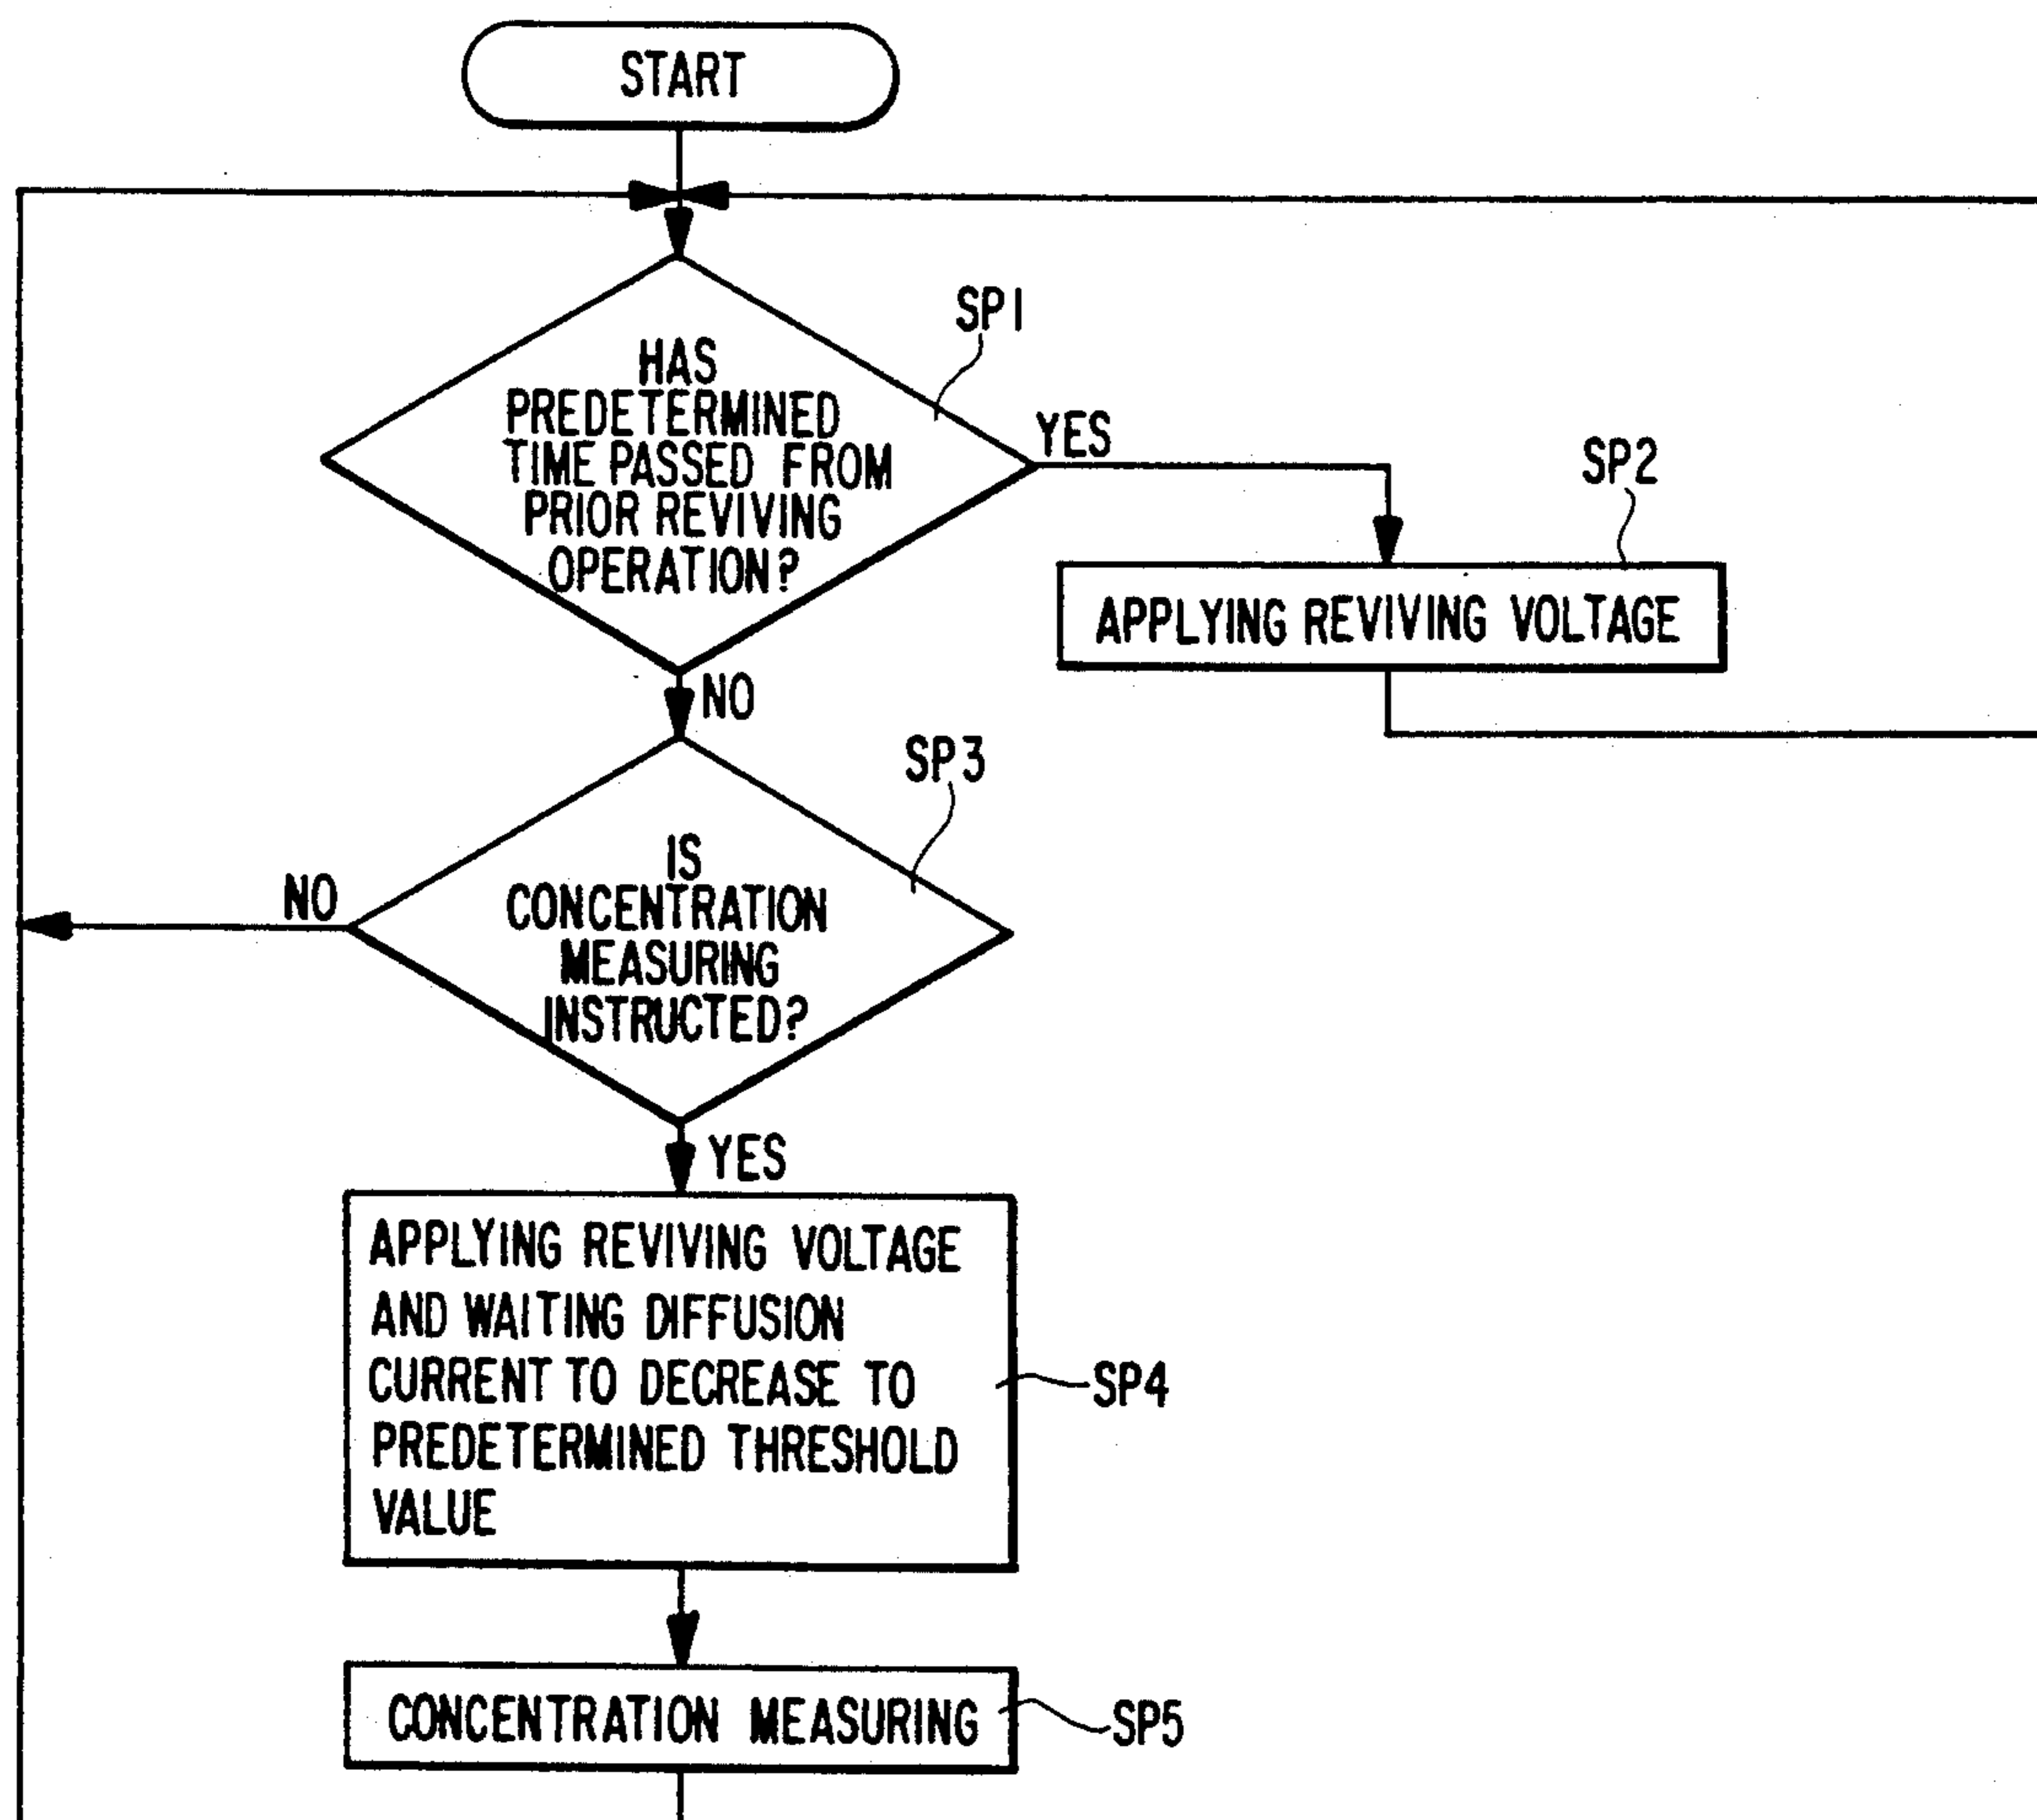 START
SP1
HAS
PREDETERMINED
TIME PASSED FROM
PRIOR REVIVING
OPERATION?
YES
SP2
APPLYING REVIVING VOLTAGE
NO
SP3
IS
CONCENTRATION
MEASURING
INSTRUCTED?
NO
YES
APPLYING REVIVING VOLTAGE
AND WAITING DIFFUSION
CURRENT TO DECREASE TO
PREDETERMINED THRESHOLD
VALUE
SP4
CONCENTRATION MEASURING
SP5